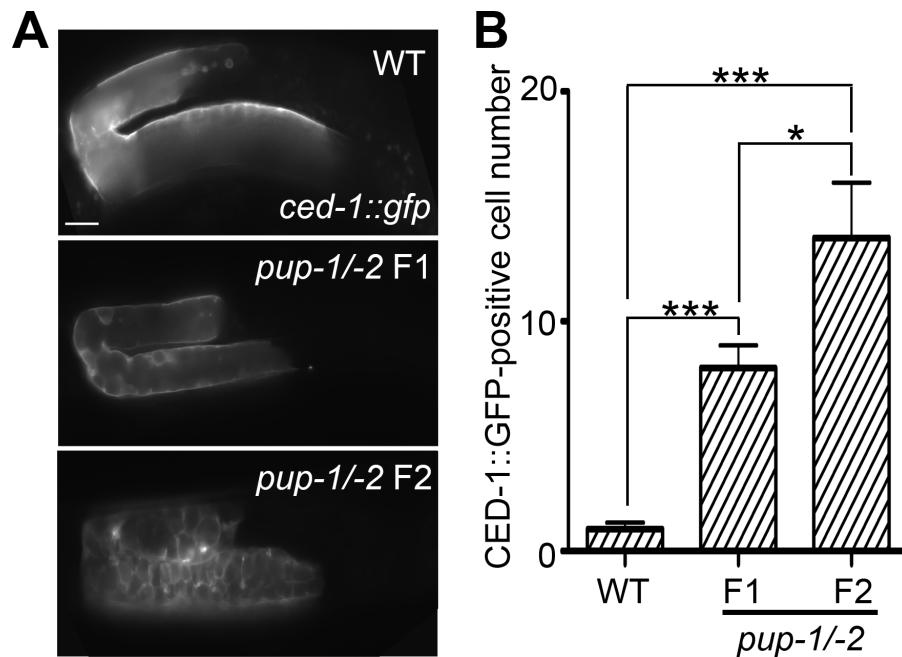 A
WT
ced-1::gfp
pup-1/-2 F1
pup-1/-2 F2
B
CED-1::GFP-positive cell number
20
10
0
***
*
***
WT
F1
F2
pup-1/-2